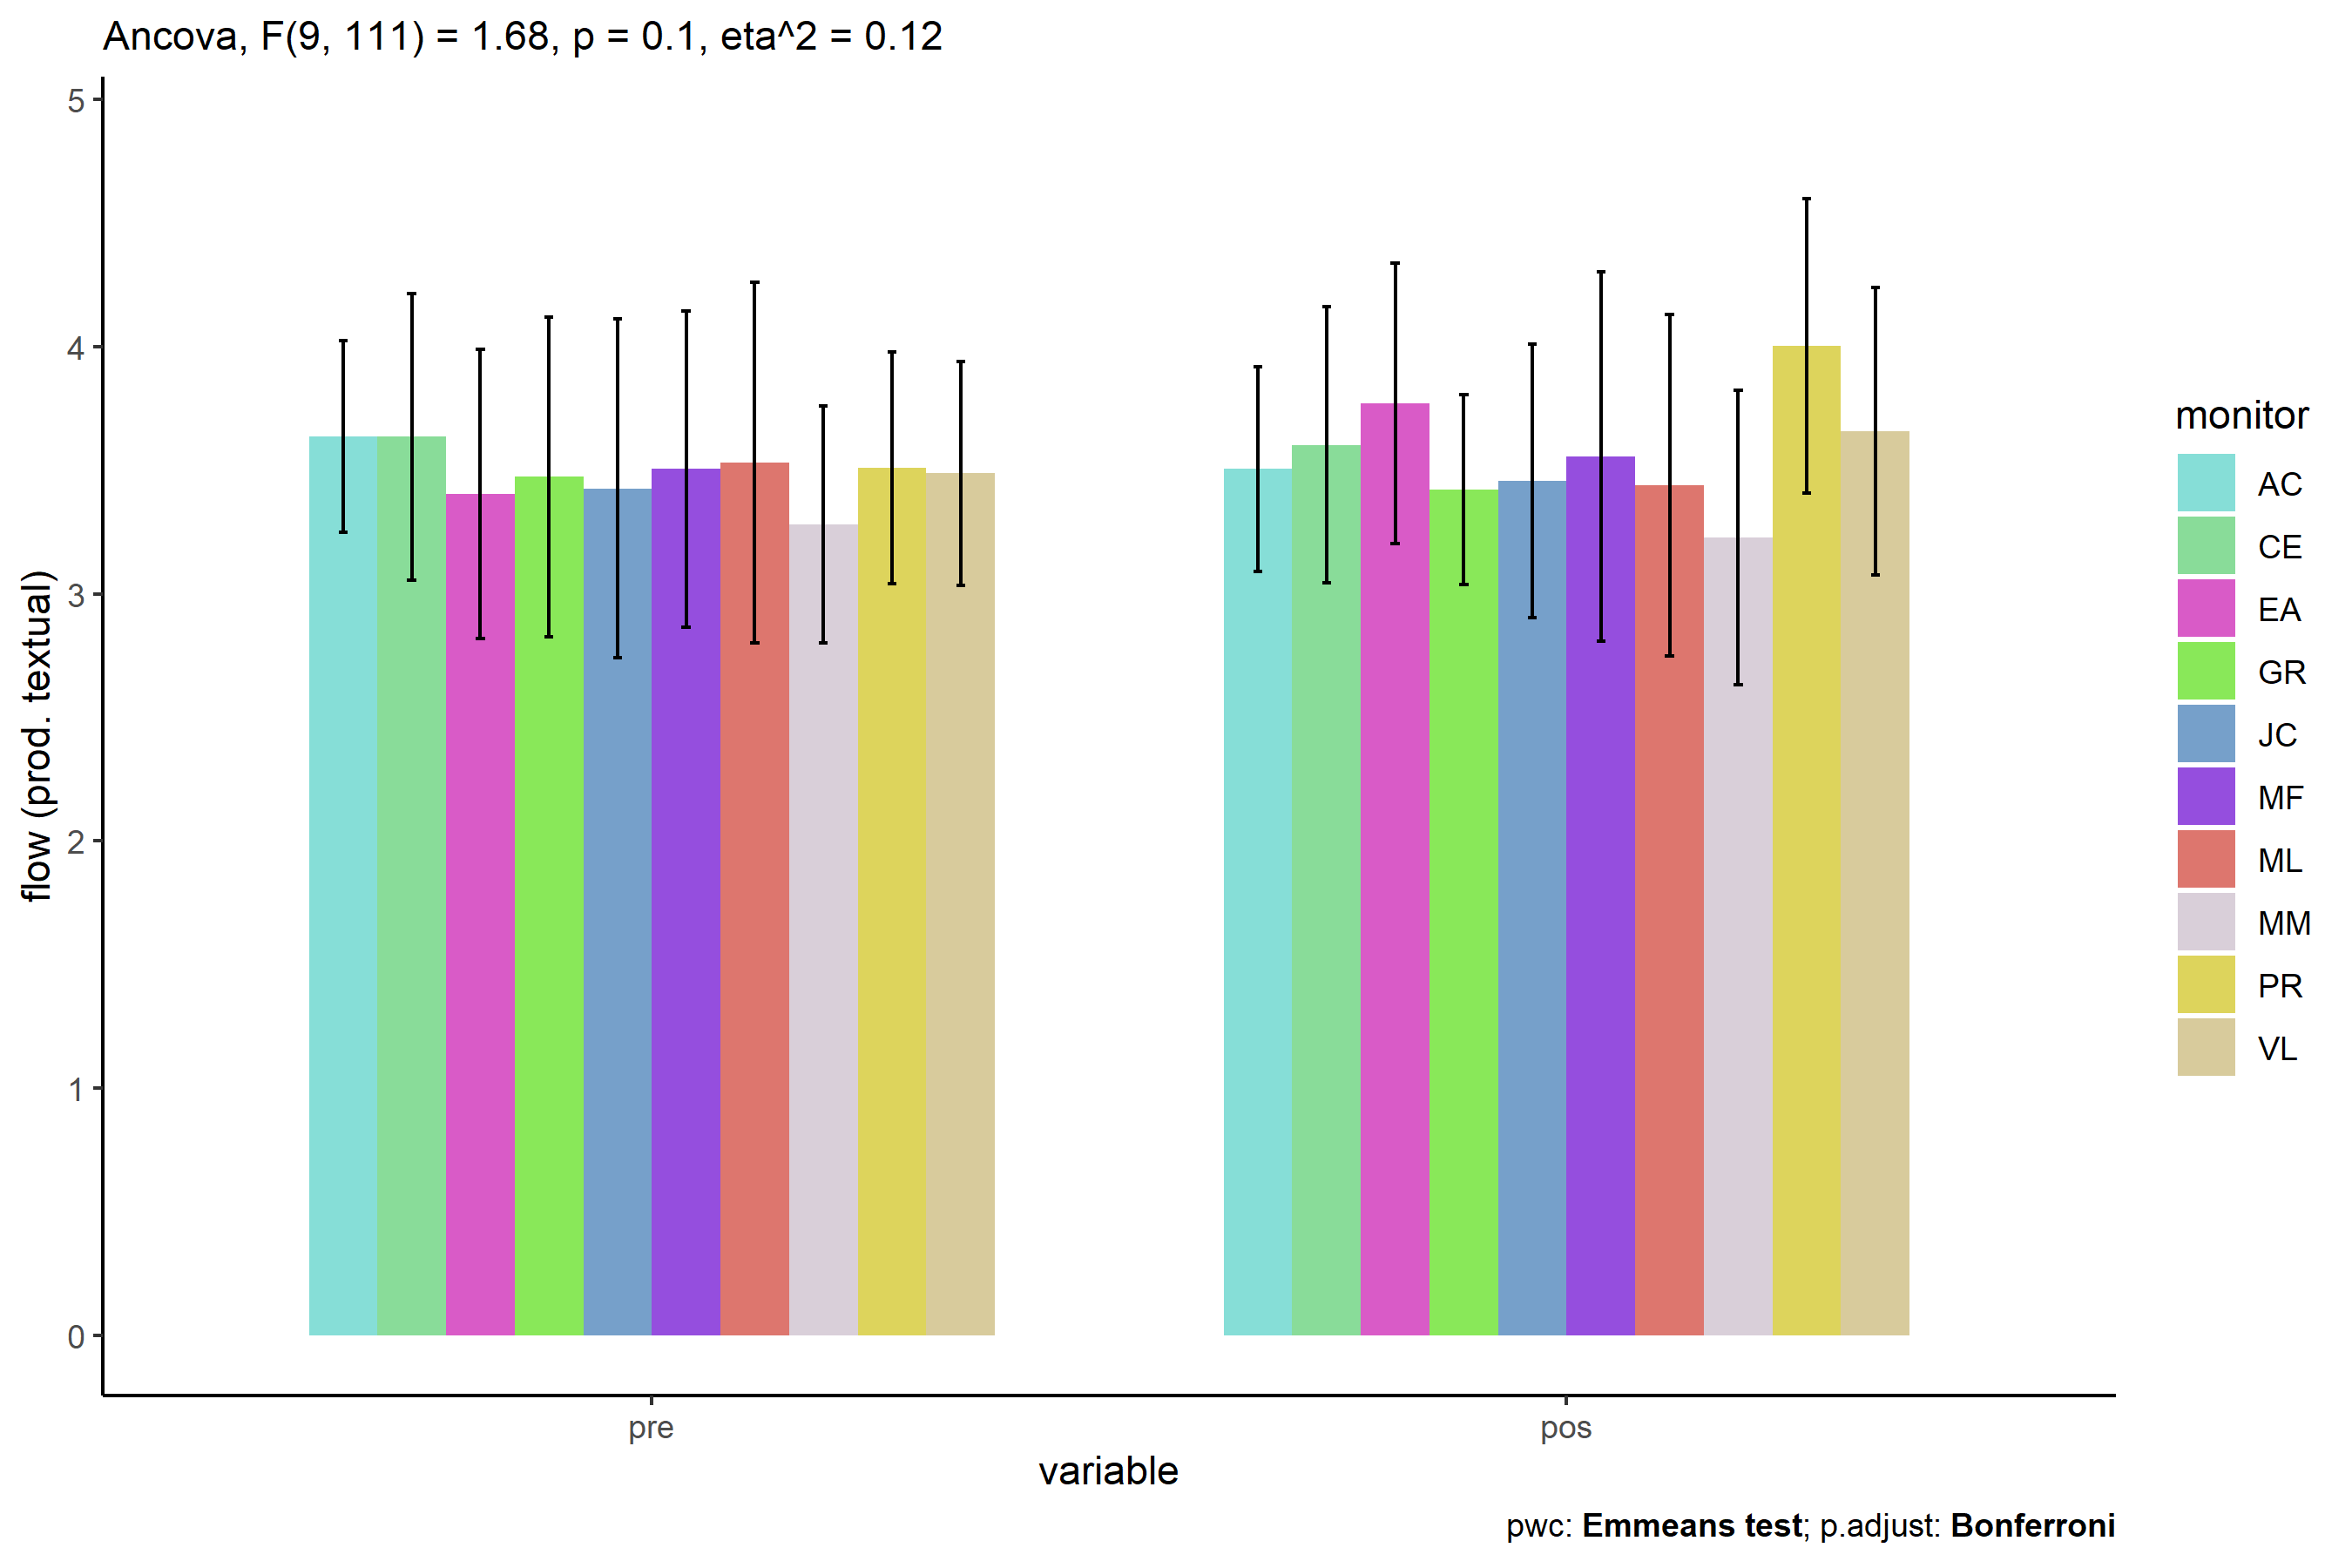 Ancova, F(9, 111) = 1.68, p = 0.1, eta^2 = 0.12
5
4
3
2
1
0
flow (prod. textual)
pre
pos
variable
monitor
AC
CE
EA
GR
JC
MF
ML
MM
PR
VL
pwc: Emmeans test; p.adjust: Bonferroni